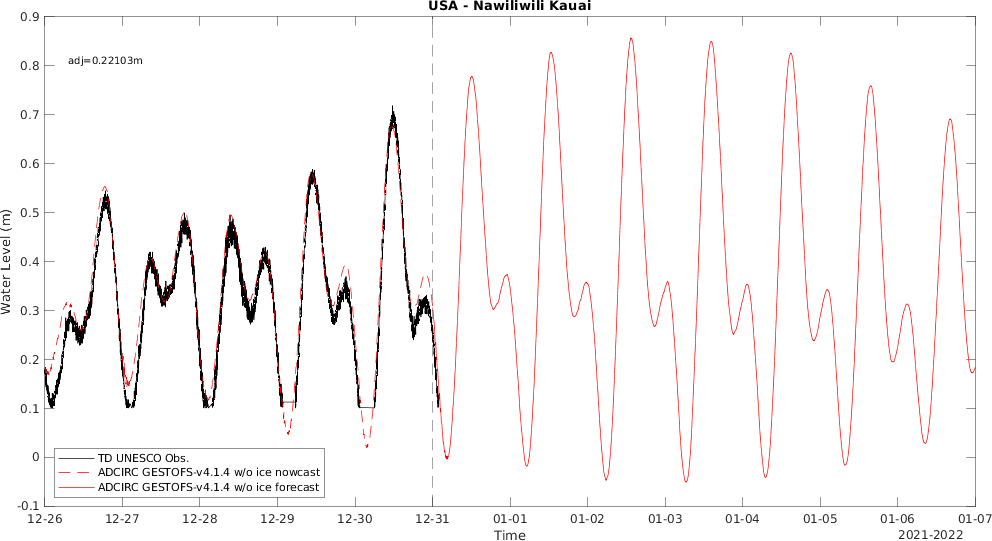 USA - Nawiliwili Kauai
adj=0.22103m
Water Level (m)
0.9
0.8
0.7
0.6
0.5
0.4
0.3
0.2
0.1
0
-0.1
TD UNESCO Obs.
ADCIRC GESTOFS-v4.1.4 w/o ice nowcast
ADCIRC GESTOFS-v4.1.4 w/o ice forecast
12-26 12-27 12-28 12-29 12-30 12-31 01-01 01-02 01-03 01-04 01-05 01-06 01-07
Time
2021-2022